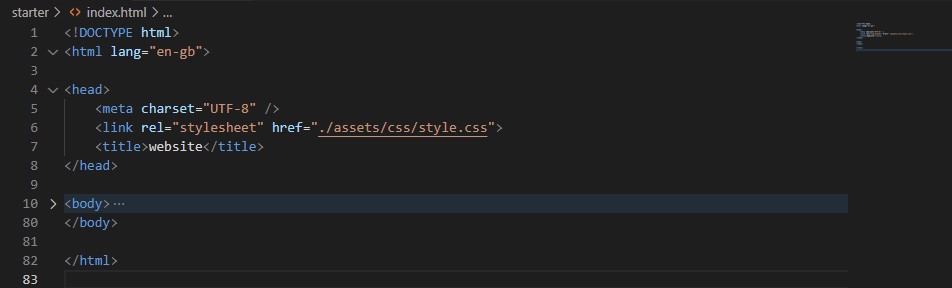 starter > <> index.html > ...
1 <!DOCTYPE html>
2 <html lang="en-gb">
3
4 <head>
5 <meta charset="UTF-8" />
6 <link rel="stylesheet" href="./assets/css/style.css">
7 <title>website</title>
8 </head>
9
10 <body> ...
80 </body>
81
82 </html>
83